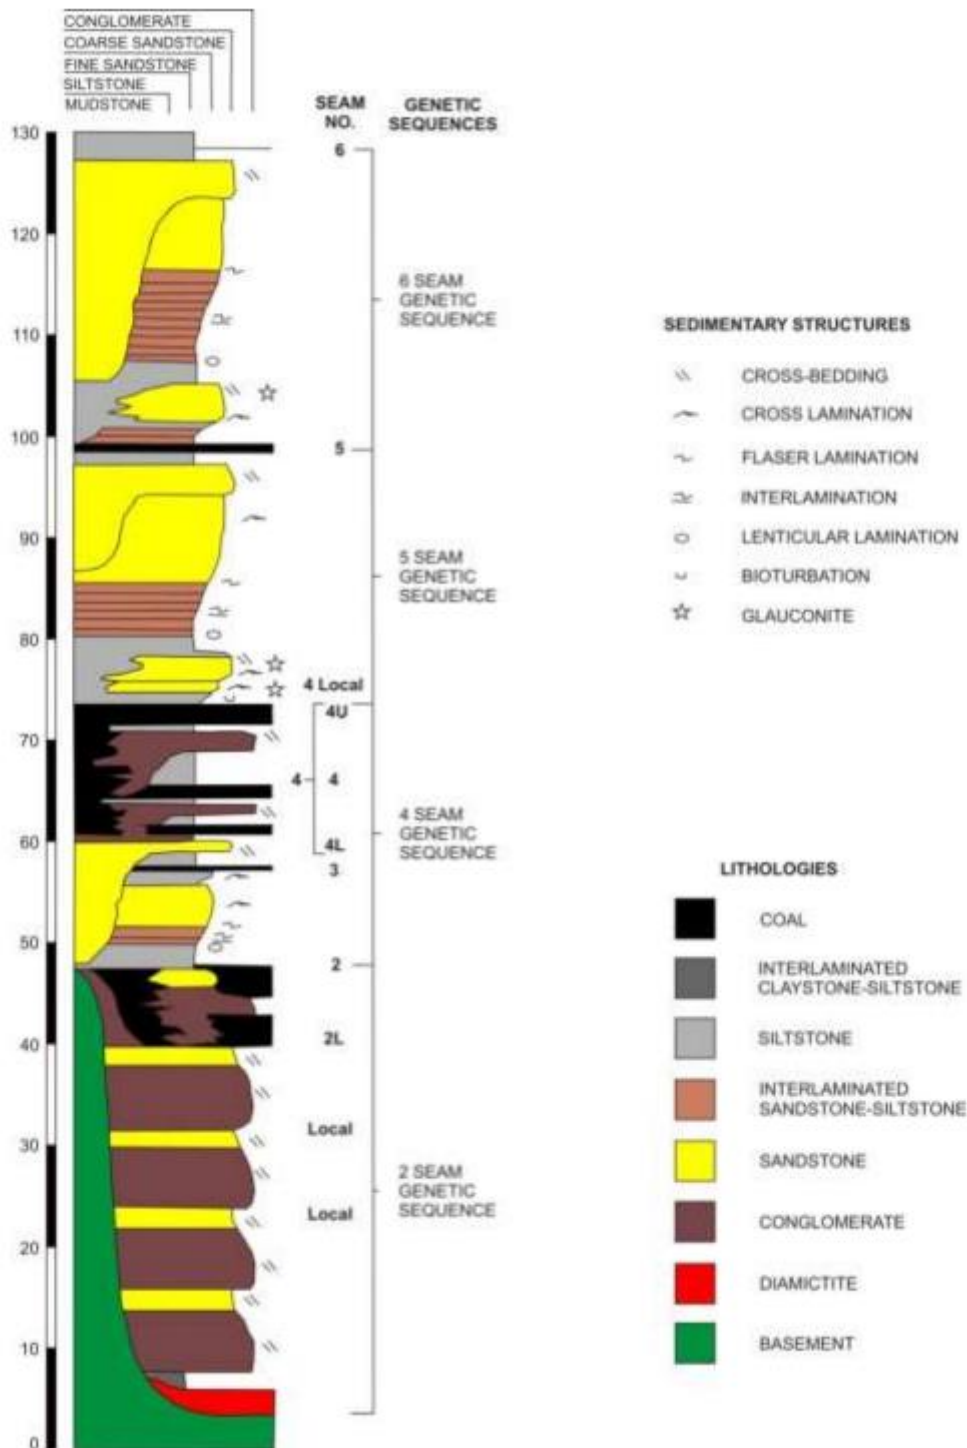 CONGLOMERATE
COARSE SANDSTONE
FINE SANDSTONE
SILTSTONE
MUDSTONE
SEAM
NO.
GENETIC
SEQUENCES
130
120
110
100
90
80
70
60
50
40
30
20
10
0
6
5
4 Local
4U
4
4
4L
3
2
2L
Local
Local
6 SEAM
GENETIC
SEQUENCE
5 SEAM
GENETIC
SEQUENCE
4 SEAM
GENETIC
SEQUENCE
2 SEAM
GENETIC
SEQUENCE
SEDIMENTARY STRUCTURES
CROSS-BEDDING
CROSS LAMINATION
FLASER LAMINATION
INTERLAMINATION
LENTICULAR LAMINATION
BIOTURBATION
GLAUCONITE
LITHOLOGIES
COAL
INTERLAMINATED
CLAYSTONE-SILTSTONE
SILTSTONE
INTERLAMINATED
SANDSTONE-SILTSTONE
SANDSTONE
CONGLOMERATE
DIAMICTITE
BASEMENT